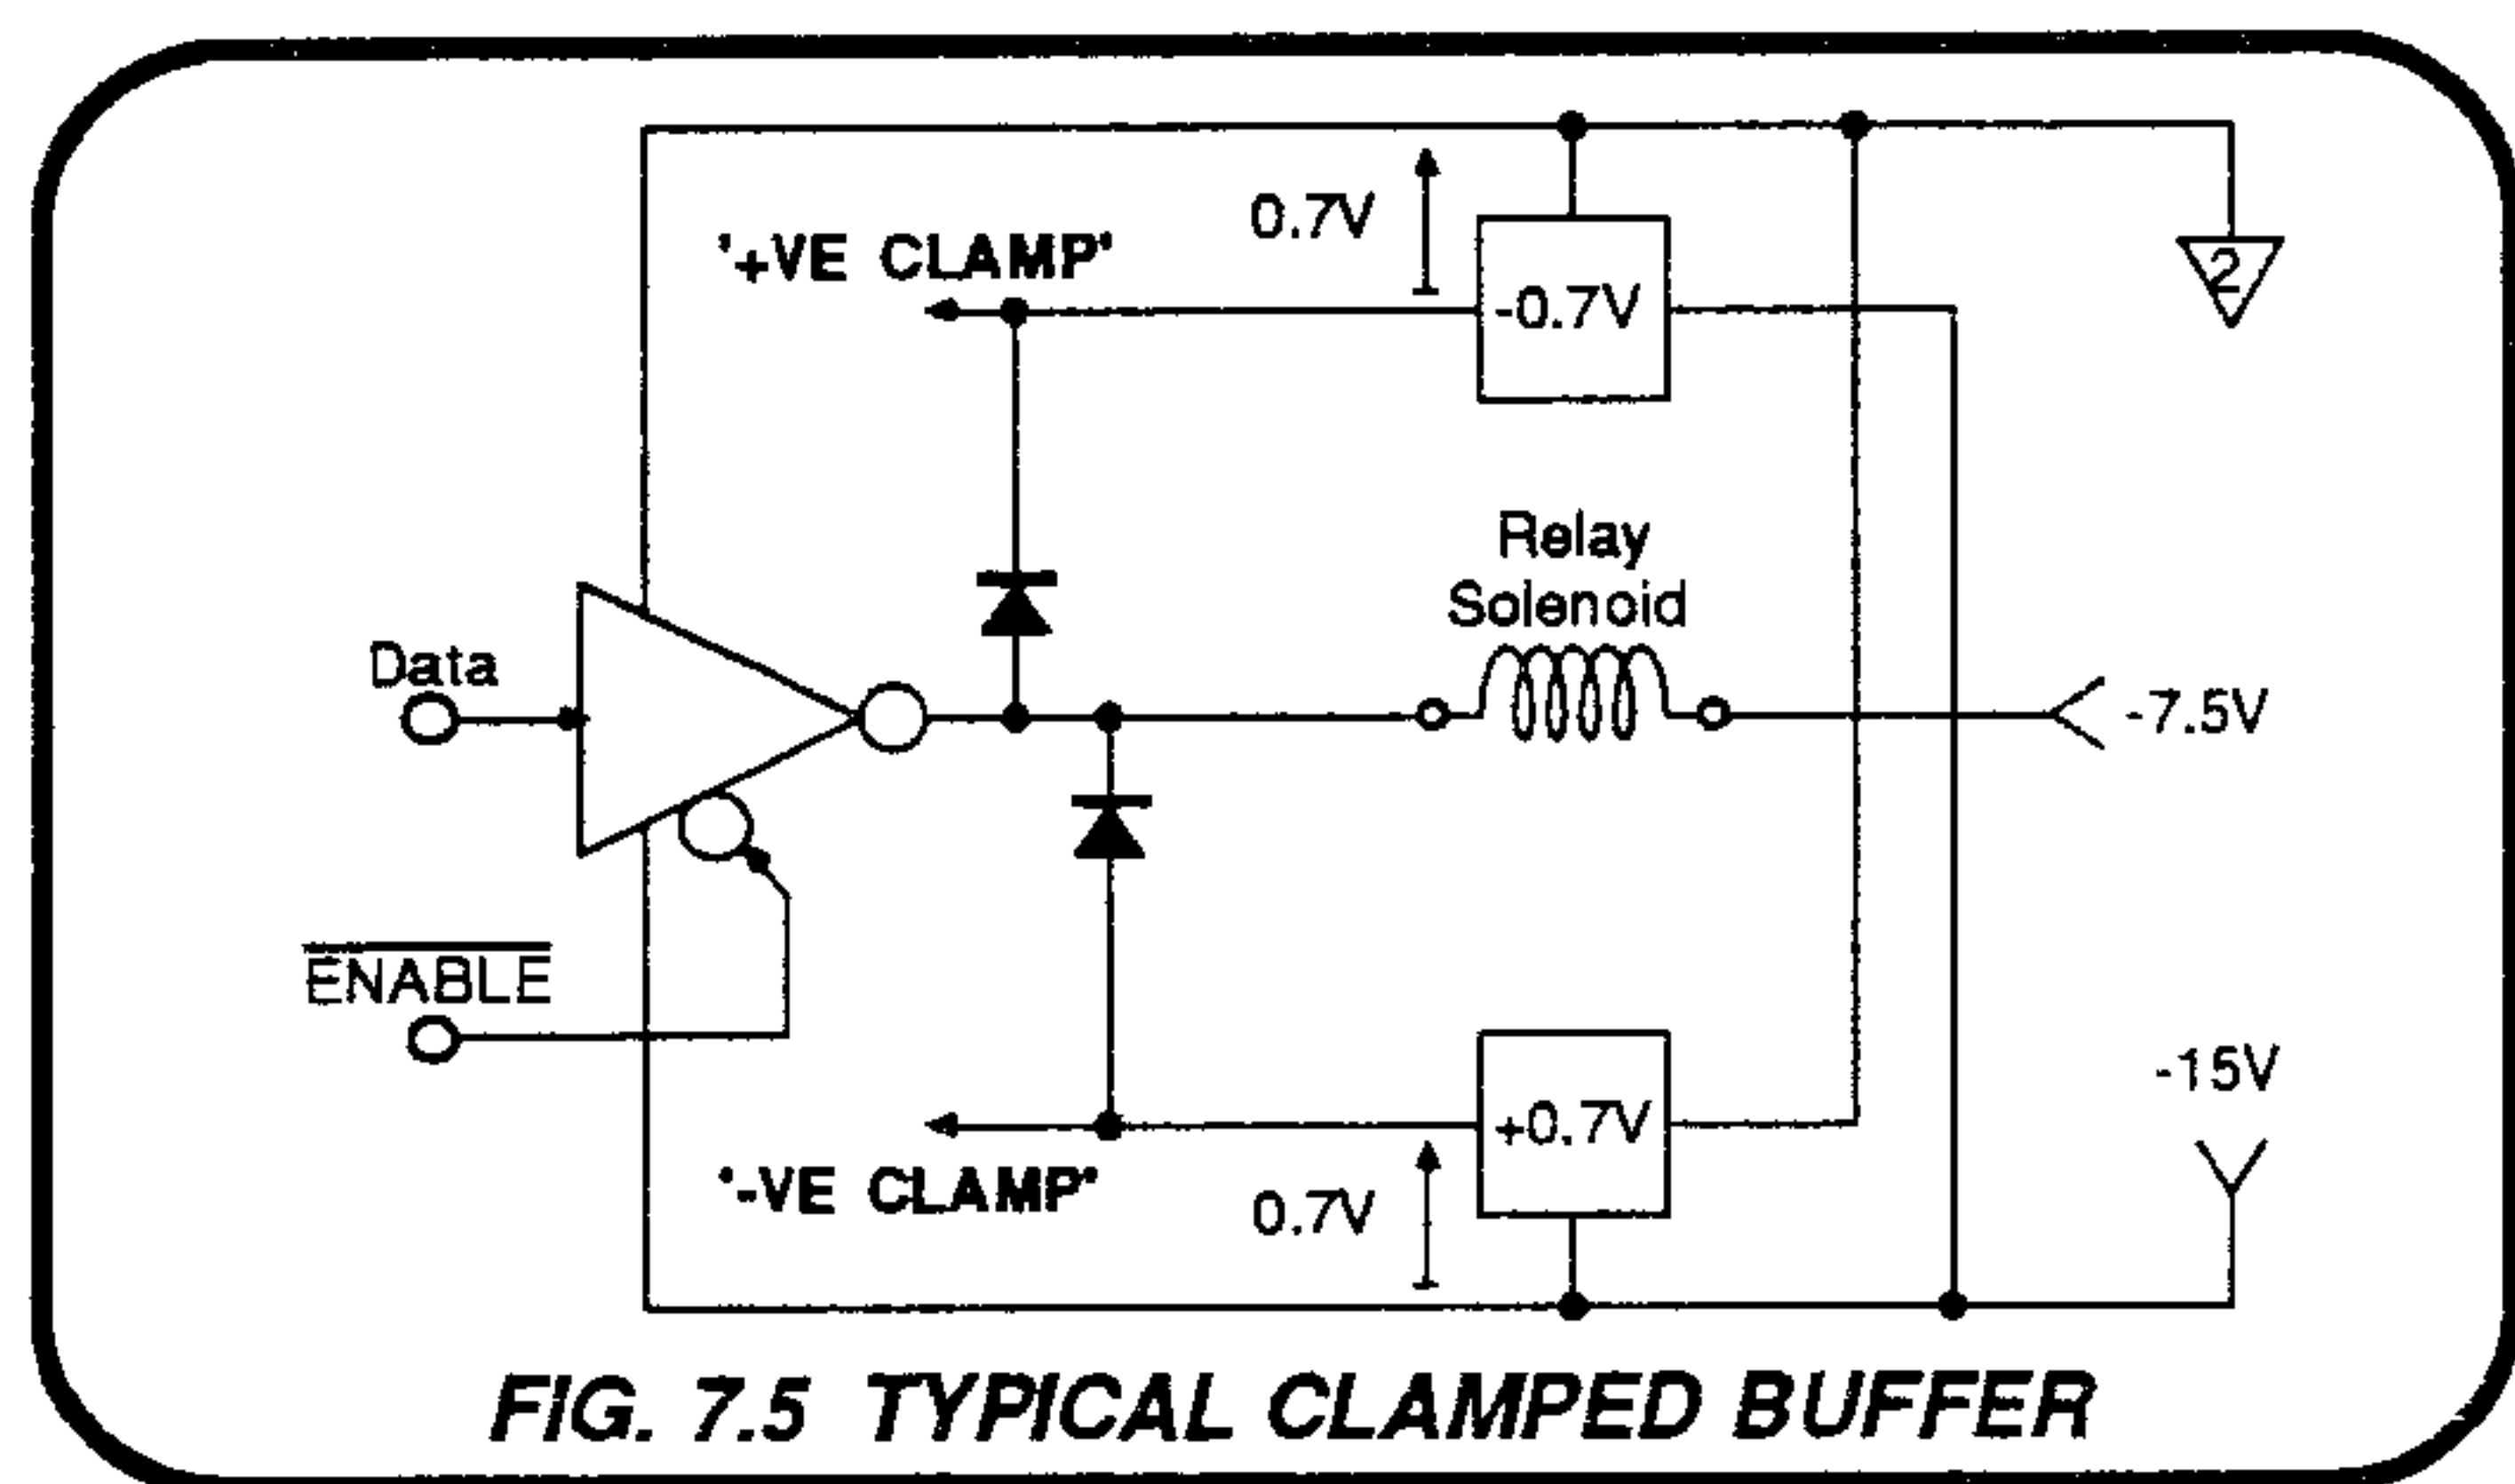 0.7V
'+VE CLAMP'
-0.7V
2
Relay
Solenoid
Data
-7.5V
ENABLE
-15V
+0.7V
'-VE CLAMP'
0.7V
FIG. 7.5 TYPICAL CLAMPED BUFFER